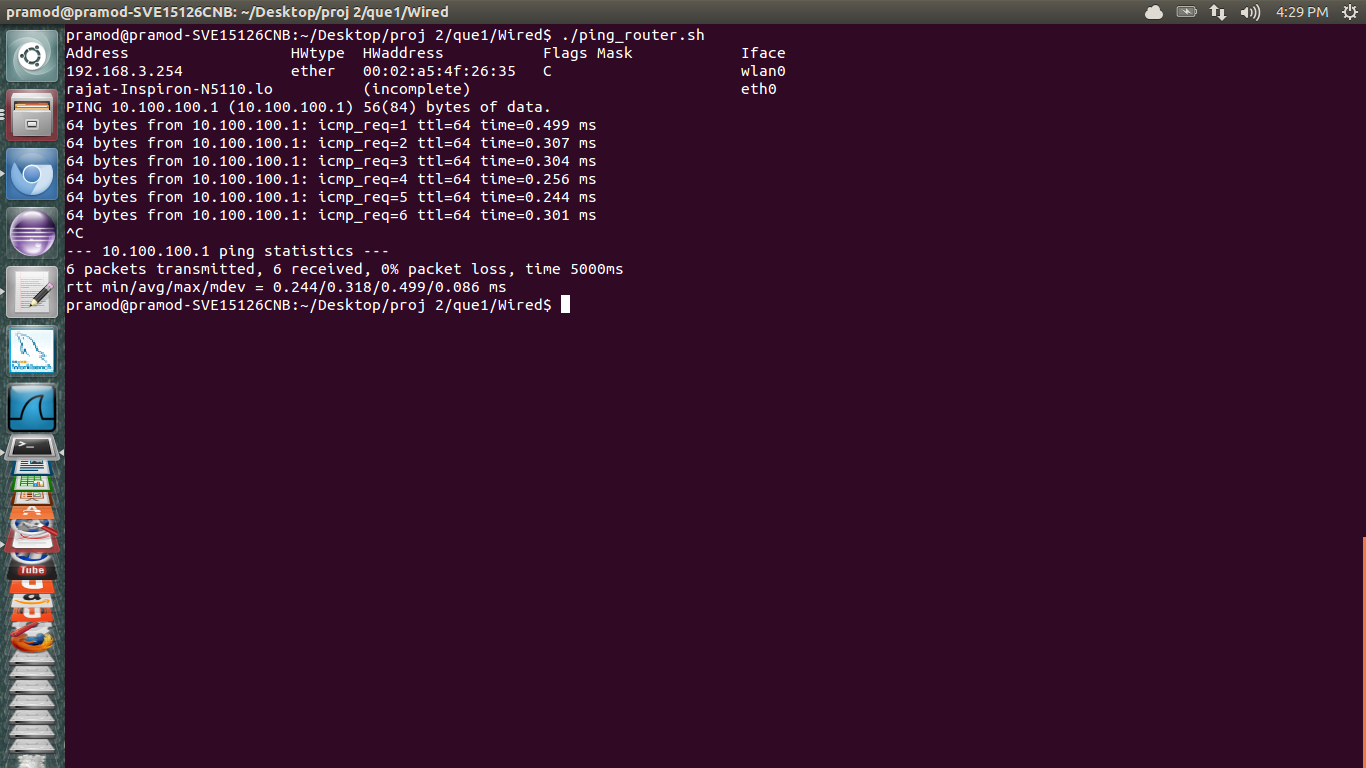 pramod@pramod-SVE15126CNB: ~/Desktop/proj 2/que1/Wired
4:29 PM
pramod@pramod-SVE15126CNB:~/Desktop/proj 2/que1/Wired$ ./ping_router.sh
Address HWtype HWaddress Flags Mask Iface
192.168.3.254 ether 00:02:a5:4f:26:35 C wlan0
rajat-Inspiron-N5110.lo (incomplete) eth0
PING 10.100.100.1 (10.100.100.1) 56(84) bytes of data.
64 bytes from 10.100.100.1: icmp_req=1 ttl=64 time=0.499 ms
64 bytes from 10.100.100.1: icmp_req=2 ttl=64 time=0.307 ms
64 bytes from 10.100.100.1: icmp_req=3 ttl=64 time=0.304 ms
64 bytes from 10.100.100.1: icmp_req=4 ttl=64 time=0.256 ms
64 bytes from 10.100.100.1: icmp_req=5 ttl=64 time=0.244 ms
64 bytes from 10.100.100.1: icmp_req=6 ttl=64 time=0.301 ms
^C
--- 10.100.100.1 ping statistics ---
6 packets transmitted, 6 received, 0% packet loss, time 5000ms
rtt min/avg/max/mdev = 0.244/0.318/0.499/0.086 ms
pramod@pramod-SVE15126CNB:~/Desktop/proj 2/que1/Wired$
Tube